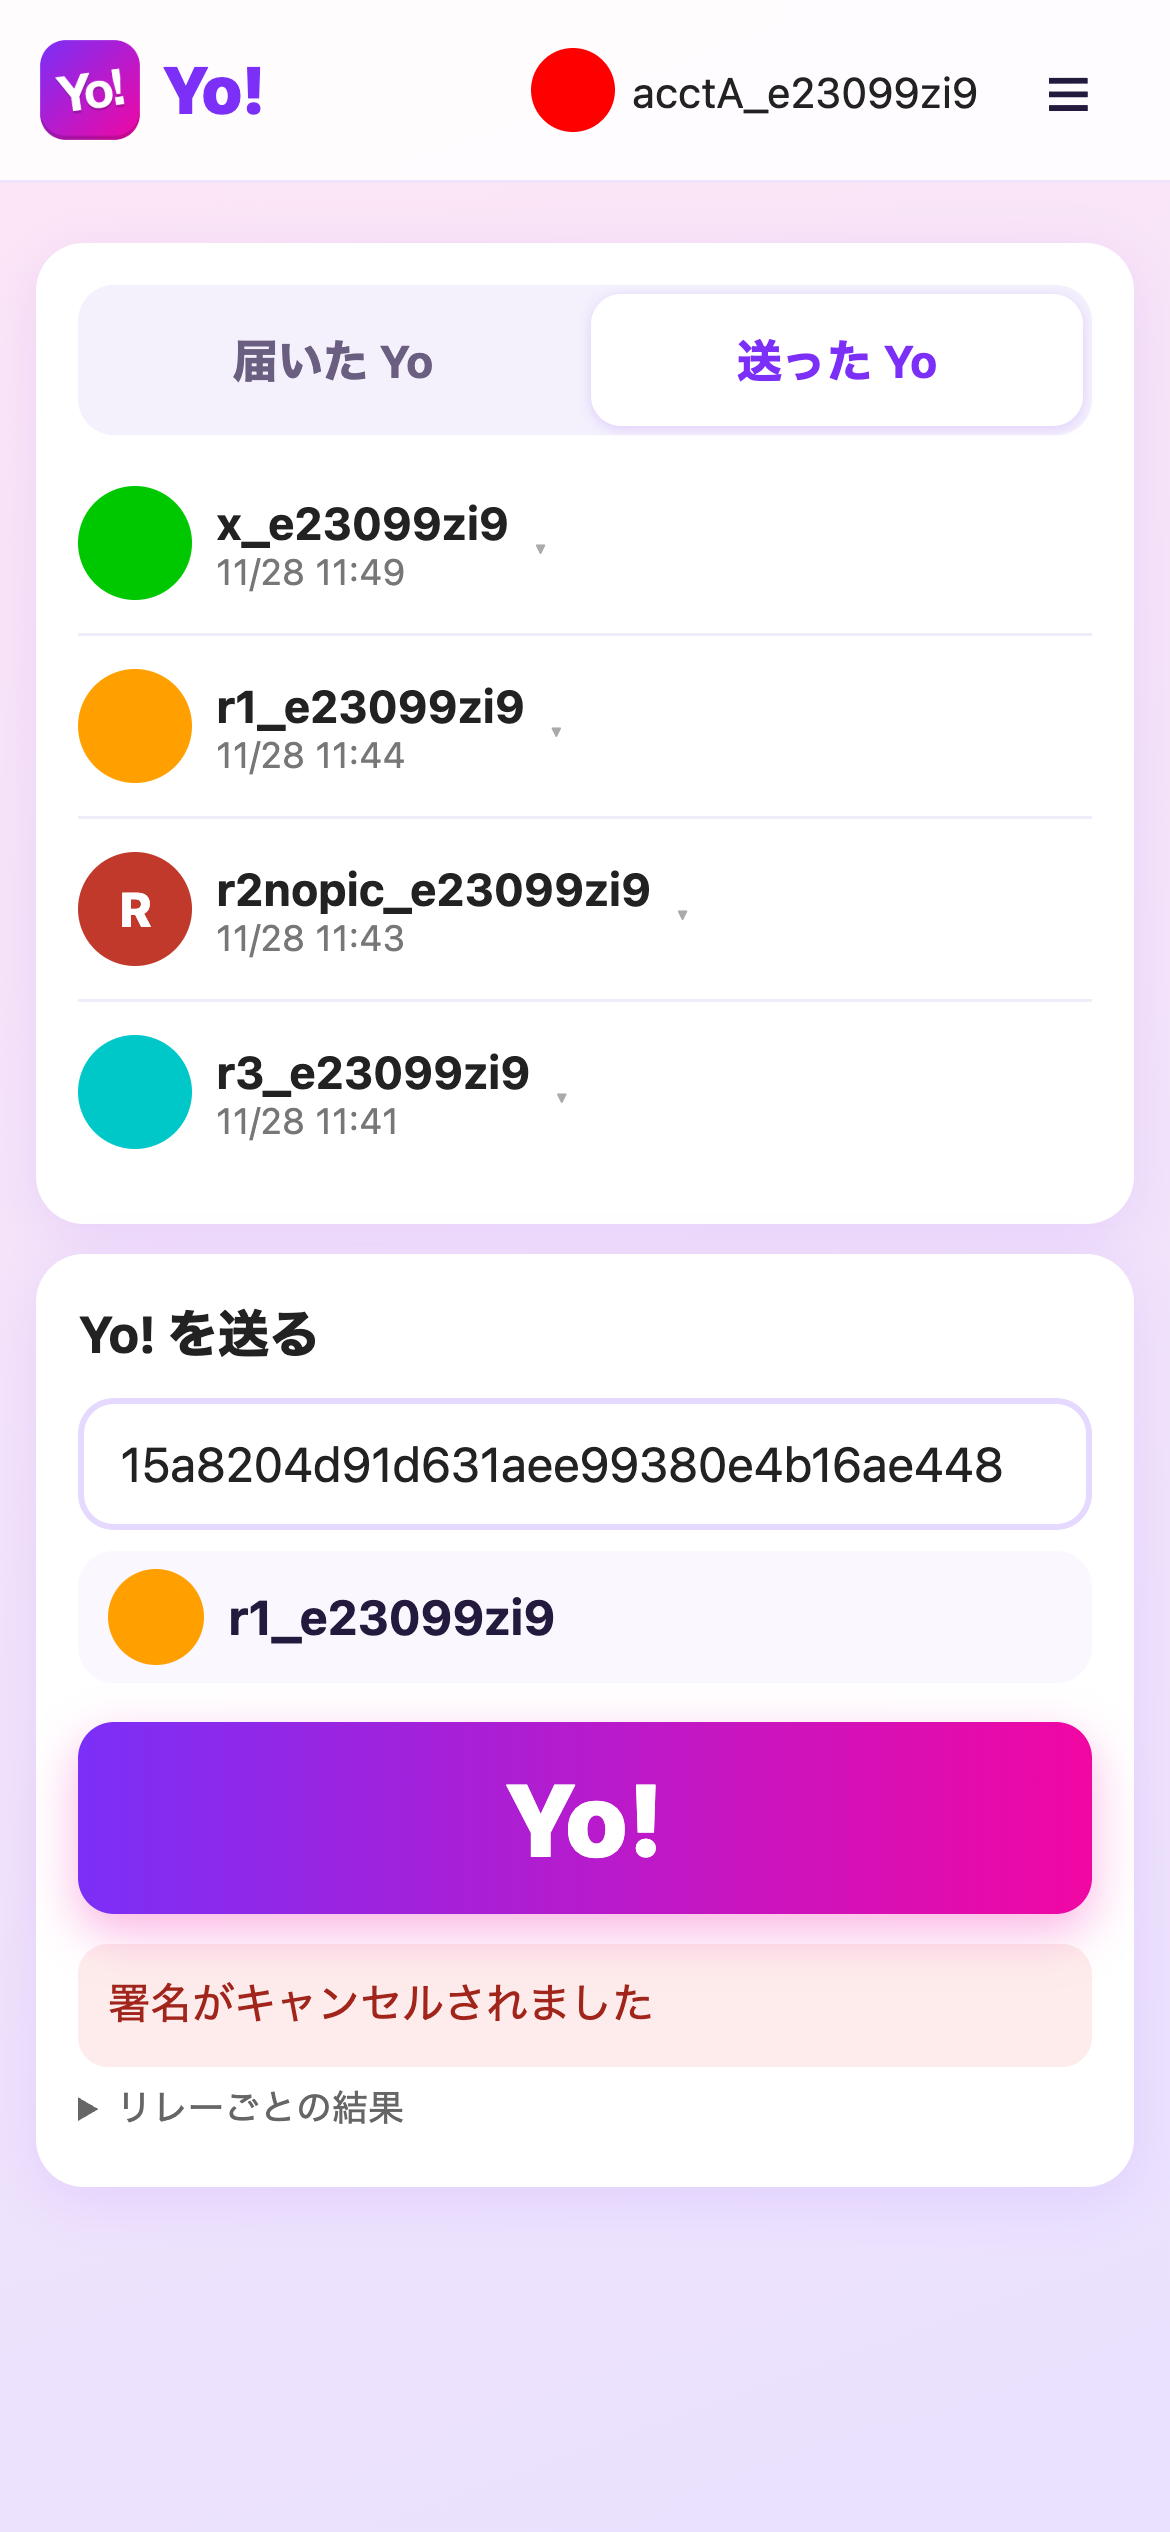 Yo! Yo! acctA_e23099zi9
届いた Yo 送った Yo
x_e23099zi9
11/28 11:49
r1_e23099zi9
11/28 11:44
R r2nopic_e23099zi9
11/28 11:43
r3_e23099zi9
11/28 11:41
Yo! を送る
15a8204d91d631aee99380e4b16ae448
r1_e23099zi9
Yo!
署名がキャンセルされました
リレーごとの結果